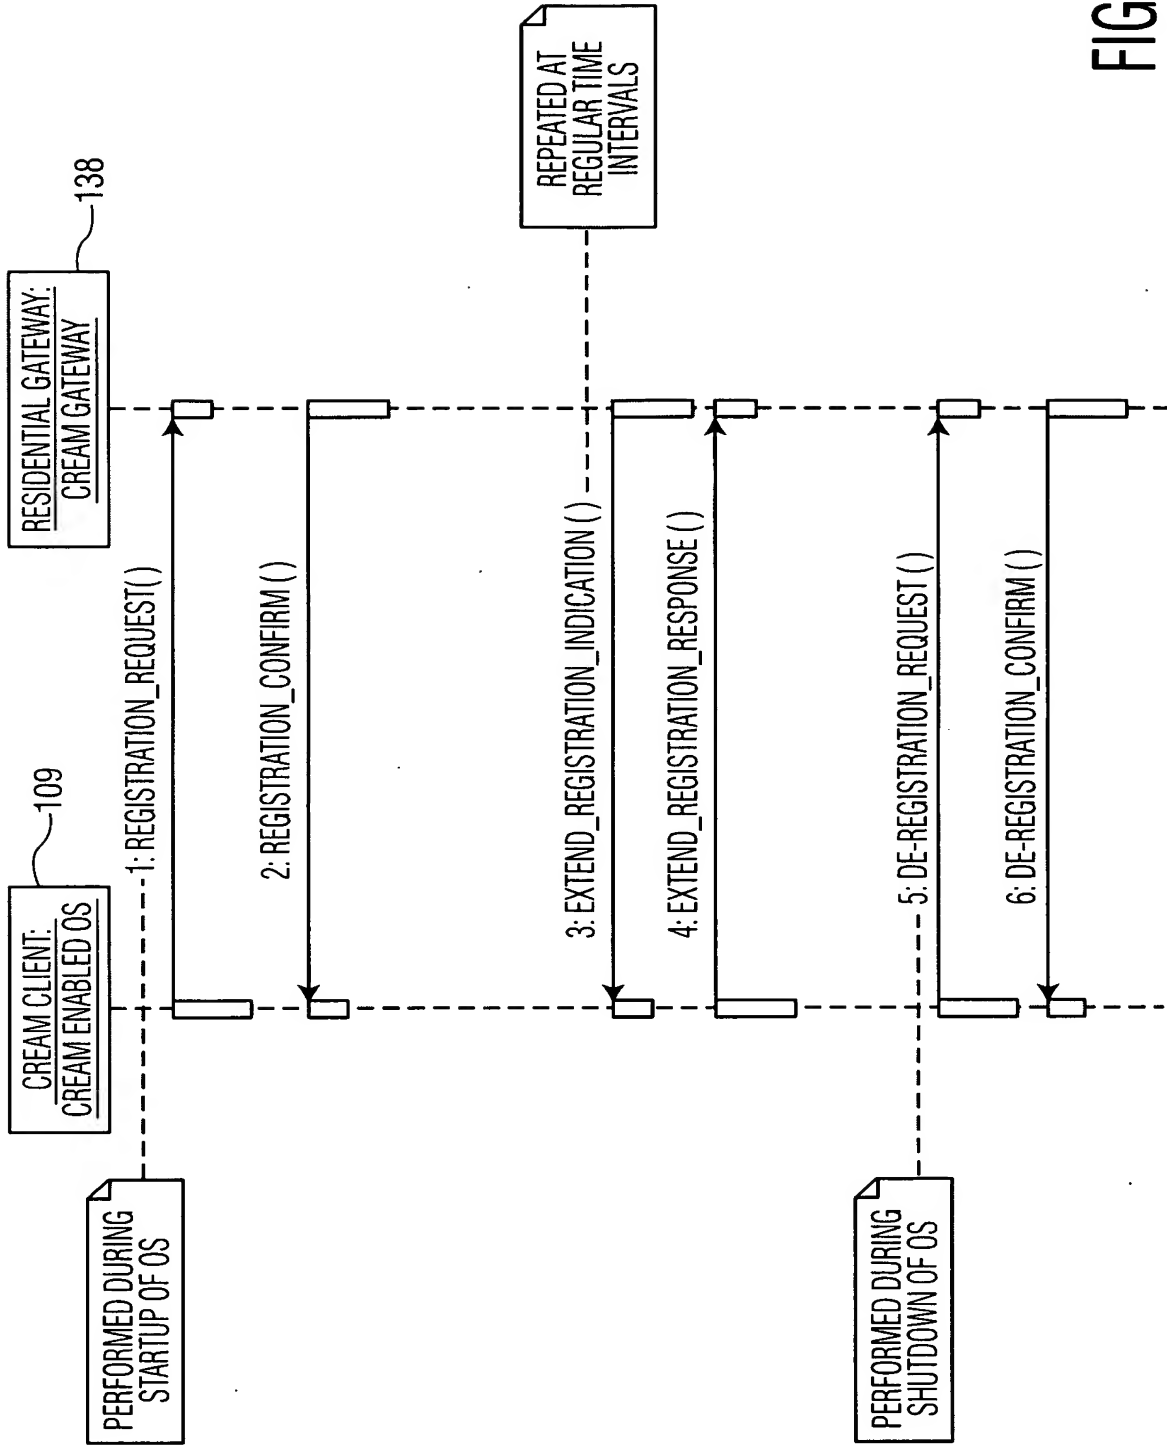 CREAM CLIENT:
CREAM ENABLED OS
109
RESIDENTIAL GATEWAY:
CREAM GATEWAY
138
PERFORMED DURING
STARTUP OF OS
1: REGISTRATION_REQUEST()
2: REGISTRATION_CONFIRM ()
REPEATED AT
REGULAR TIME
INTERVALS
3: EXTEND_REGISTRATION_INDICATION ()
4: EXTEND_REGISTRATION_RESPONSE ()
PERFORMED DURING
SHUTDOWN OF OS
5: DE-REGISTRATION_REQUEST ()
6: DE-REGISTRATION_CONFIRM ()
FIG